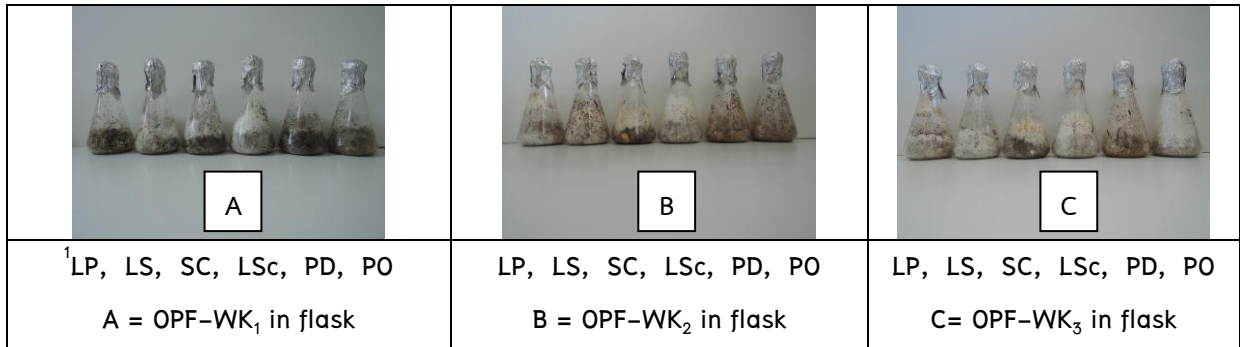 A
B
C
¹LP, LS, SC, LSc, PD, PO
LP, LS, SC, LSc, PD, PO
LP, LS, SC, LSc, PD, PO
A = OPF-WK₁ in flask
B = OPF-WK₂ in flask
C= OPF-WK₃ in flask